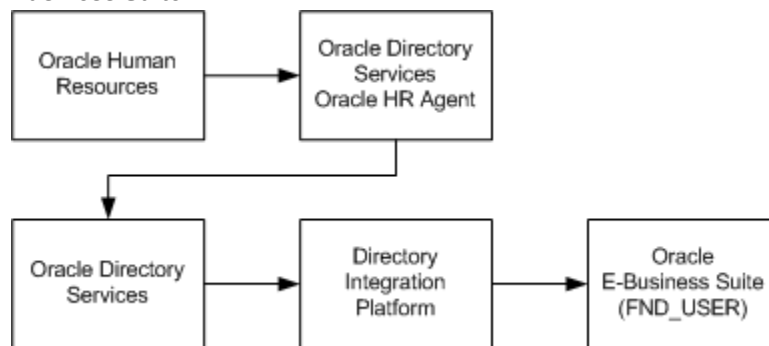 Oracle Human
Resources
Oracle Directory
Services
Oracle HR Agent
Oracle Directory
Services
Directory
Integration
Platform
Oracle
E-Business Suite
(FND_USER)